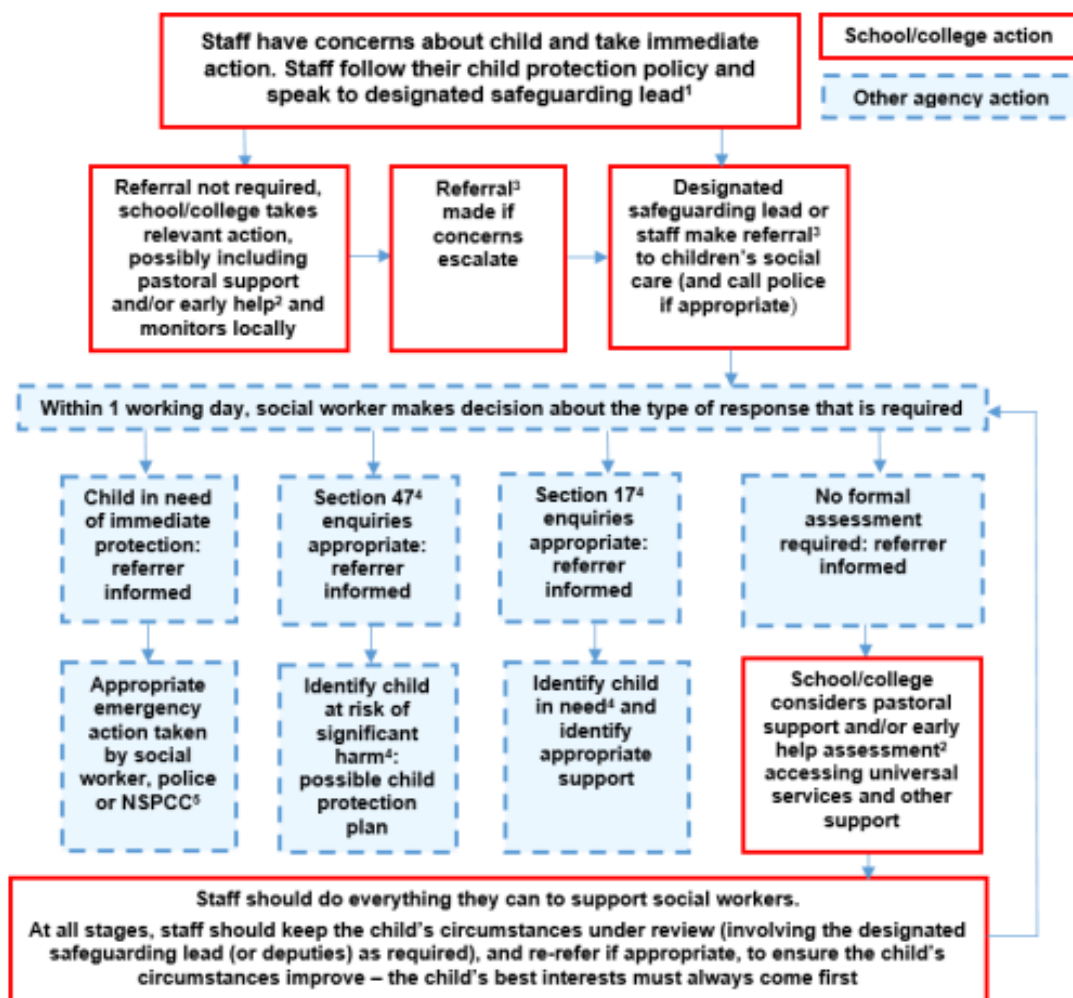 Staff have concerns about child and take immediate
action. Staff follow their child protection policy and
speak to designated safeguarding lead¹
School/college action
Other agency action
Referral not required,
school/college takes
relevant action,
possibly including
pastoral support
and/or early help² and
monitors locally
Referral³
made if
concerns
escalate
Designated
safeguarding lead or
staff make referral³
to children's social
care (and call police
if appropriate)
Within 1 working day, social worker makes decision about the type of response that is required
Child in need
of immediate
protection:
referrer
informed
Section 47⁴
enquiries
appropriate:
referrer
informed
Section 17⁴
enquiries
appropriate:
referrer
informed
No formal
assessment
required: referrer
informed
Appropriate
emergency
action taken
by social
worker, police
or NSPCC⁵
Identify child
at risk of
significant
harm⁴:
possible child
protection
plan
Identify child
in need⁴ and
identify
appropriate
support
School/college
considers pastoral
support and/or early
help assessment²
accessing universal
services and other
support
Staff should do everything they can to support social workers.
At all stages, staff should keep the child's circumstances under review (involving the designated
safeguarding lead (or deputies) as required), and re-refer if appropriate, to ensure the child's
circumstances improve – the child's best interests must always come first